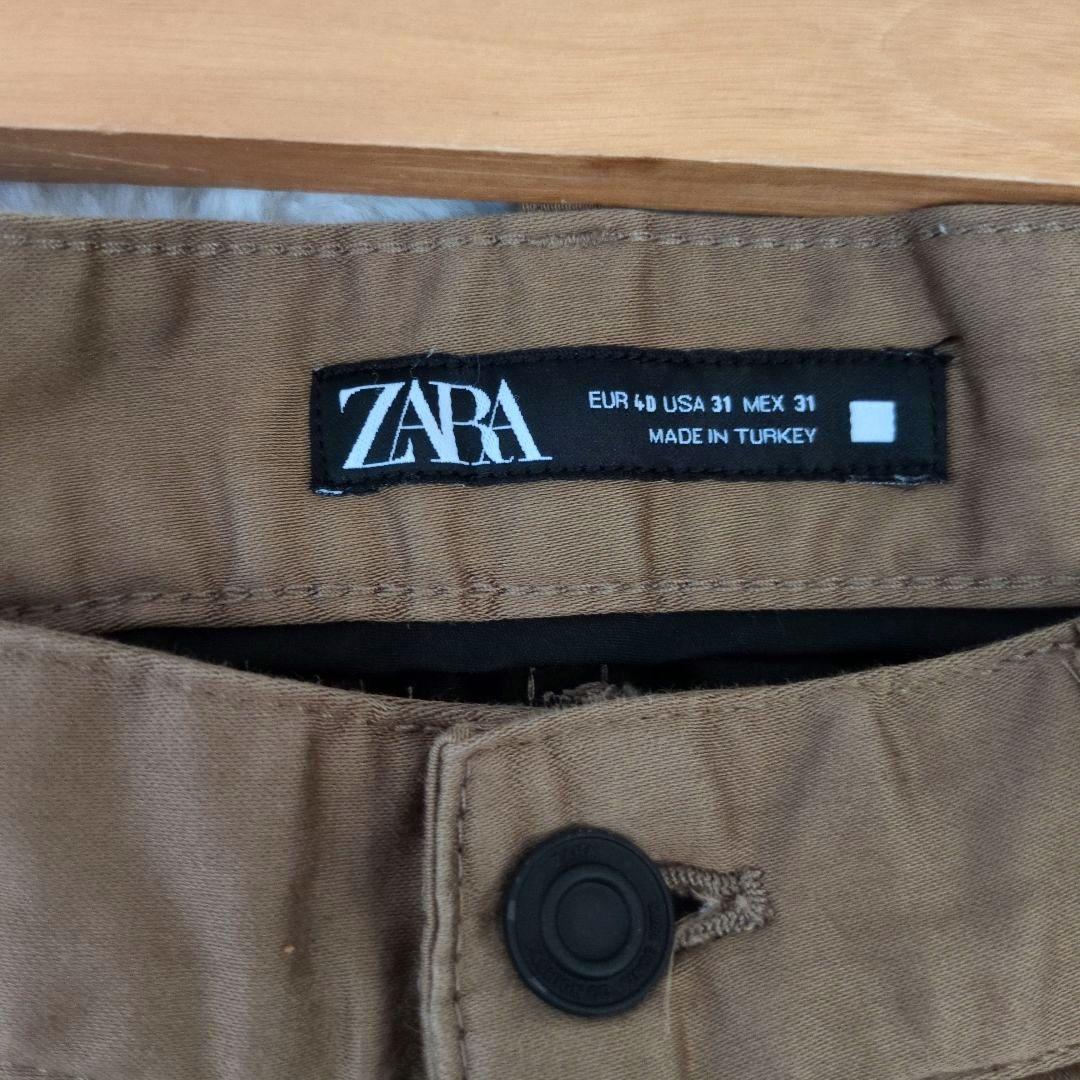 ZARA
EUR 40 USA 31 MEX 31
MADE IN TURKEY